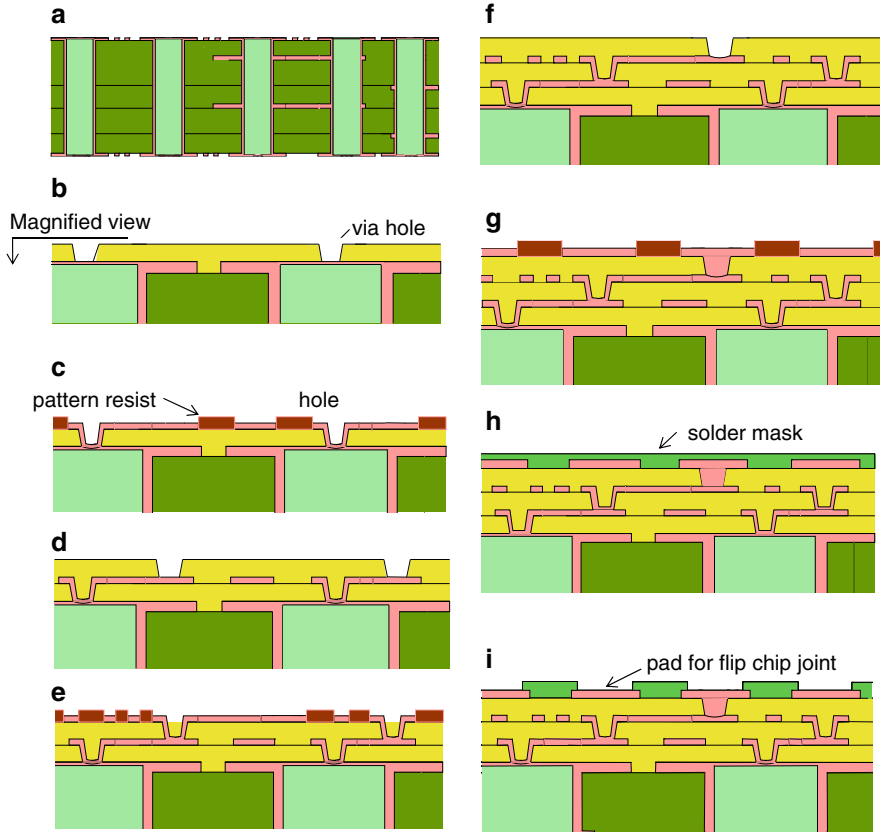 a
b
Magnified view
via hole
c
pattern resist
hole
d
e
f
g
h
solder mask
i
pad for flip chip joint